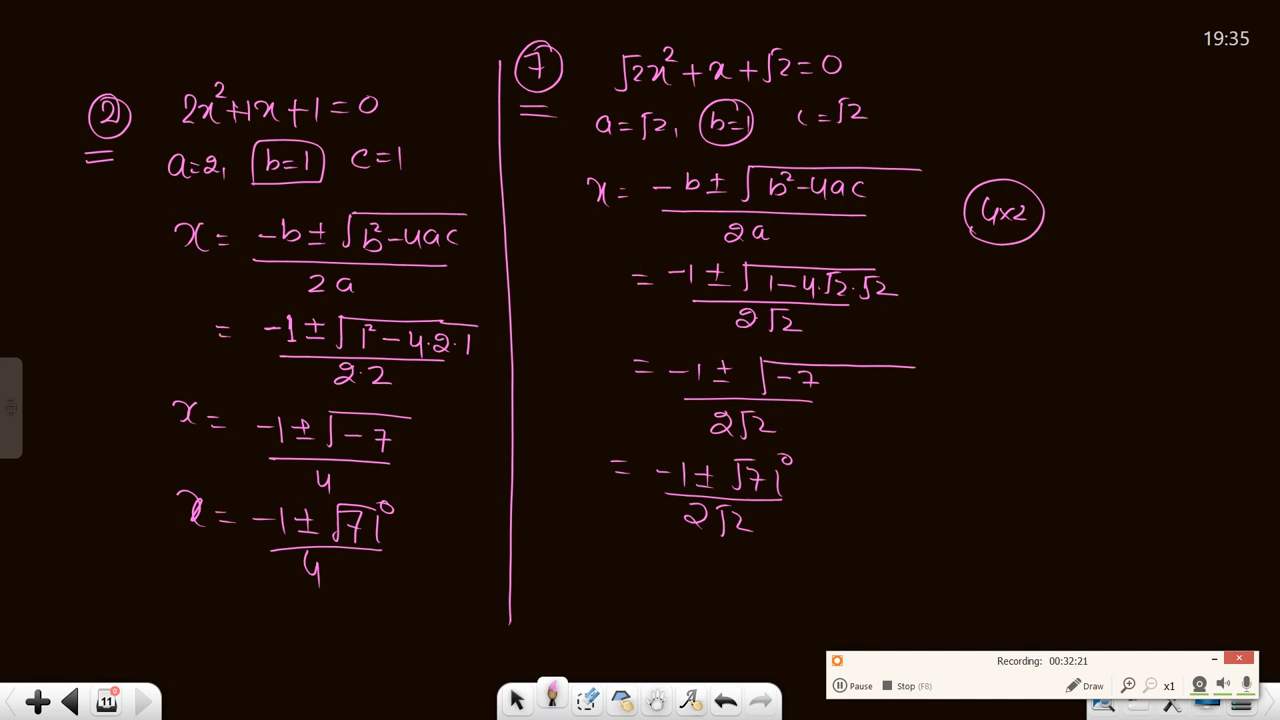 19:35
② 2x²+1x+1=0
a=2, b=1 c=1
x = (-b ± √(b²-4ac))/2a
= (-1 ± √(1²-4·2·1))/2·2
x = (-1 ± √-7)/4
x = (-1 ± √7 i)/4
⑦ √2x²+x+√2=0
a=√2, b=1 c=√2
x = (-b ± √(b²-4ac))/2a
4x2
= (-1 ± √(1-4·√2·√2))/2√2
= (-1 ± √-7)/2√2
= (-1 ± √7 i)/2√2
Recording: 00:32:21
Pause Stop (F8) Draw x1
11
0